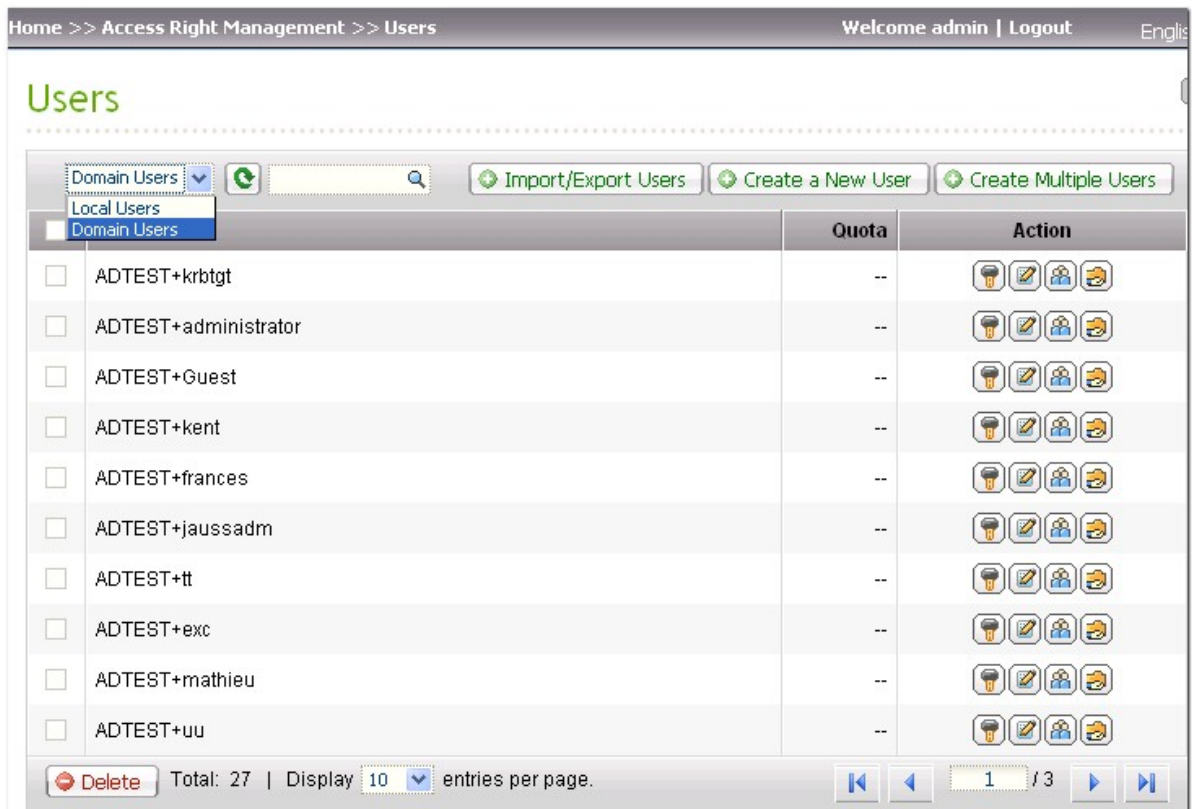 Home >> Access Right Management >> Users Welcome admin | Logout Englis
Users
Domain Users Import/Export Users Create a New User Create Multiple Users
Local Users
Domain Users
Quota Action
ADTEST+krbtgt --
ADTEST+administrator --
ADTEST+Guest --
ADTEST+kent --
ADTEST+frances --
ADTEST+jaussadm --
ADTEST+tt --
ADTEST+exc --
ADTEST+mathieu --
ADTEST+uu --
Delete Total: 27 | Display 10 entries per page. 1 / 3